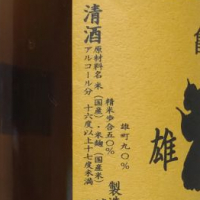 雄
雄町九〇%
精米歩合五〇%
清酒
原材料名 米(国産)・米麹(国産米)
アルコール分 十六度以上十七度未満
製造